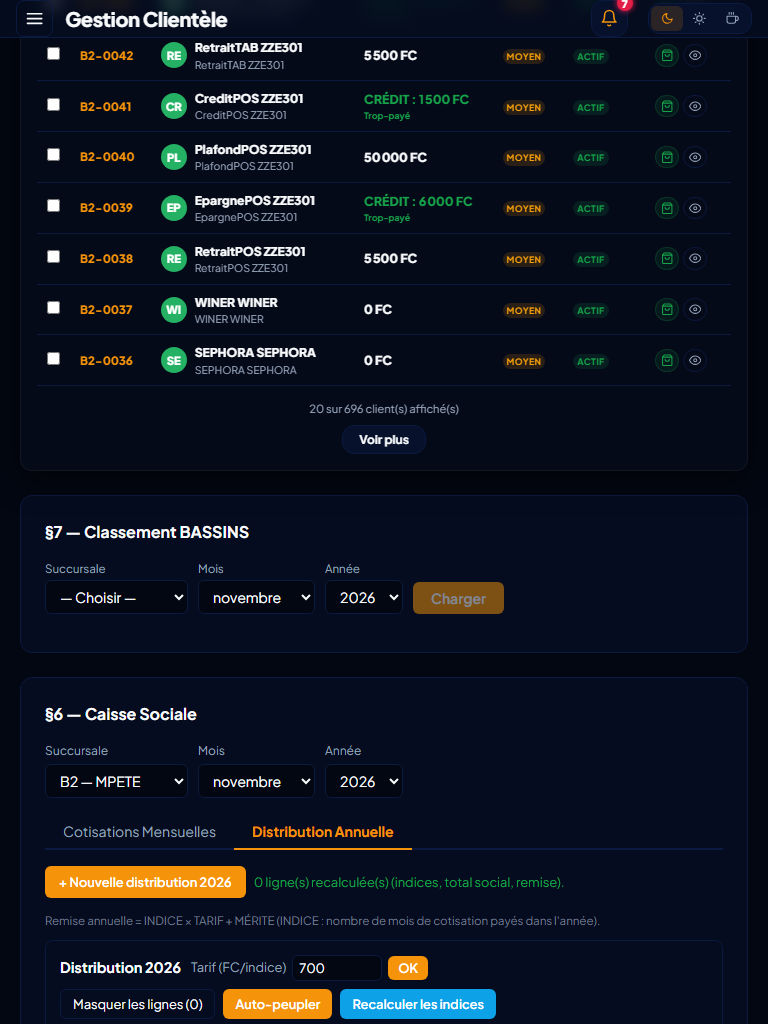 Gestion Clientèle
7
B2-0042 RE RetraitTAB ZZE301 5 500 FC MOYEN ACTIF
RetraitTAB ZZE301
B2-0041 CR CreditPOS ZZE301 CRÉDIT : 1 500 FC MOYEN ACTIF
CreditPOS ZZE301 Trop-payé
B2-0040 PL PlafondPOS ZZE301 50 000 FC MOYEN ACTIF
PlafondPOS ZZE301
B2-0039 EP EpargnePOS ZZE301 CRÉDIT : 6 000 FC MOYEN ACTIF
EpargnePOS ZZE301 Trop-payé
B2-0038 RE RetraitPOS ZZE301 5 500 FC MOYEN ACTIF
RetraitPOS ZZE301
B2-0037 WI WINER WINER 0 FC MOYEN ACTIF
WINER WINER
B2-0036 SE SEPHORA SEPHORA 0 FC MOYEN ACTIF
SEPHORA SEPHORA
20 sur 696 client(s) affiché(s)
Voir plus
§7 — Classement BASSINS
Succursale Mois Année
— Choisir — novembre 2026 Charger
§6 — Caisse Sociale
Succursale Mois Année
B2 — MPETE novembre 2026
Cotisations Mensuelles Distribution Annuelle
+ Nouvelle distribution 2026 0 ligne(s) recalculée(s) (indices, total social, remise).
Remise annuelle = INDICE × TARIF + MÉRITE (INDICE : nombre de mois de cotisation payés dans l'année).
Distribution 2026 Tarif (FC/indice) 700 OK
Masquer les lignes (0) Auto-peupler Recalculer les indices